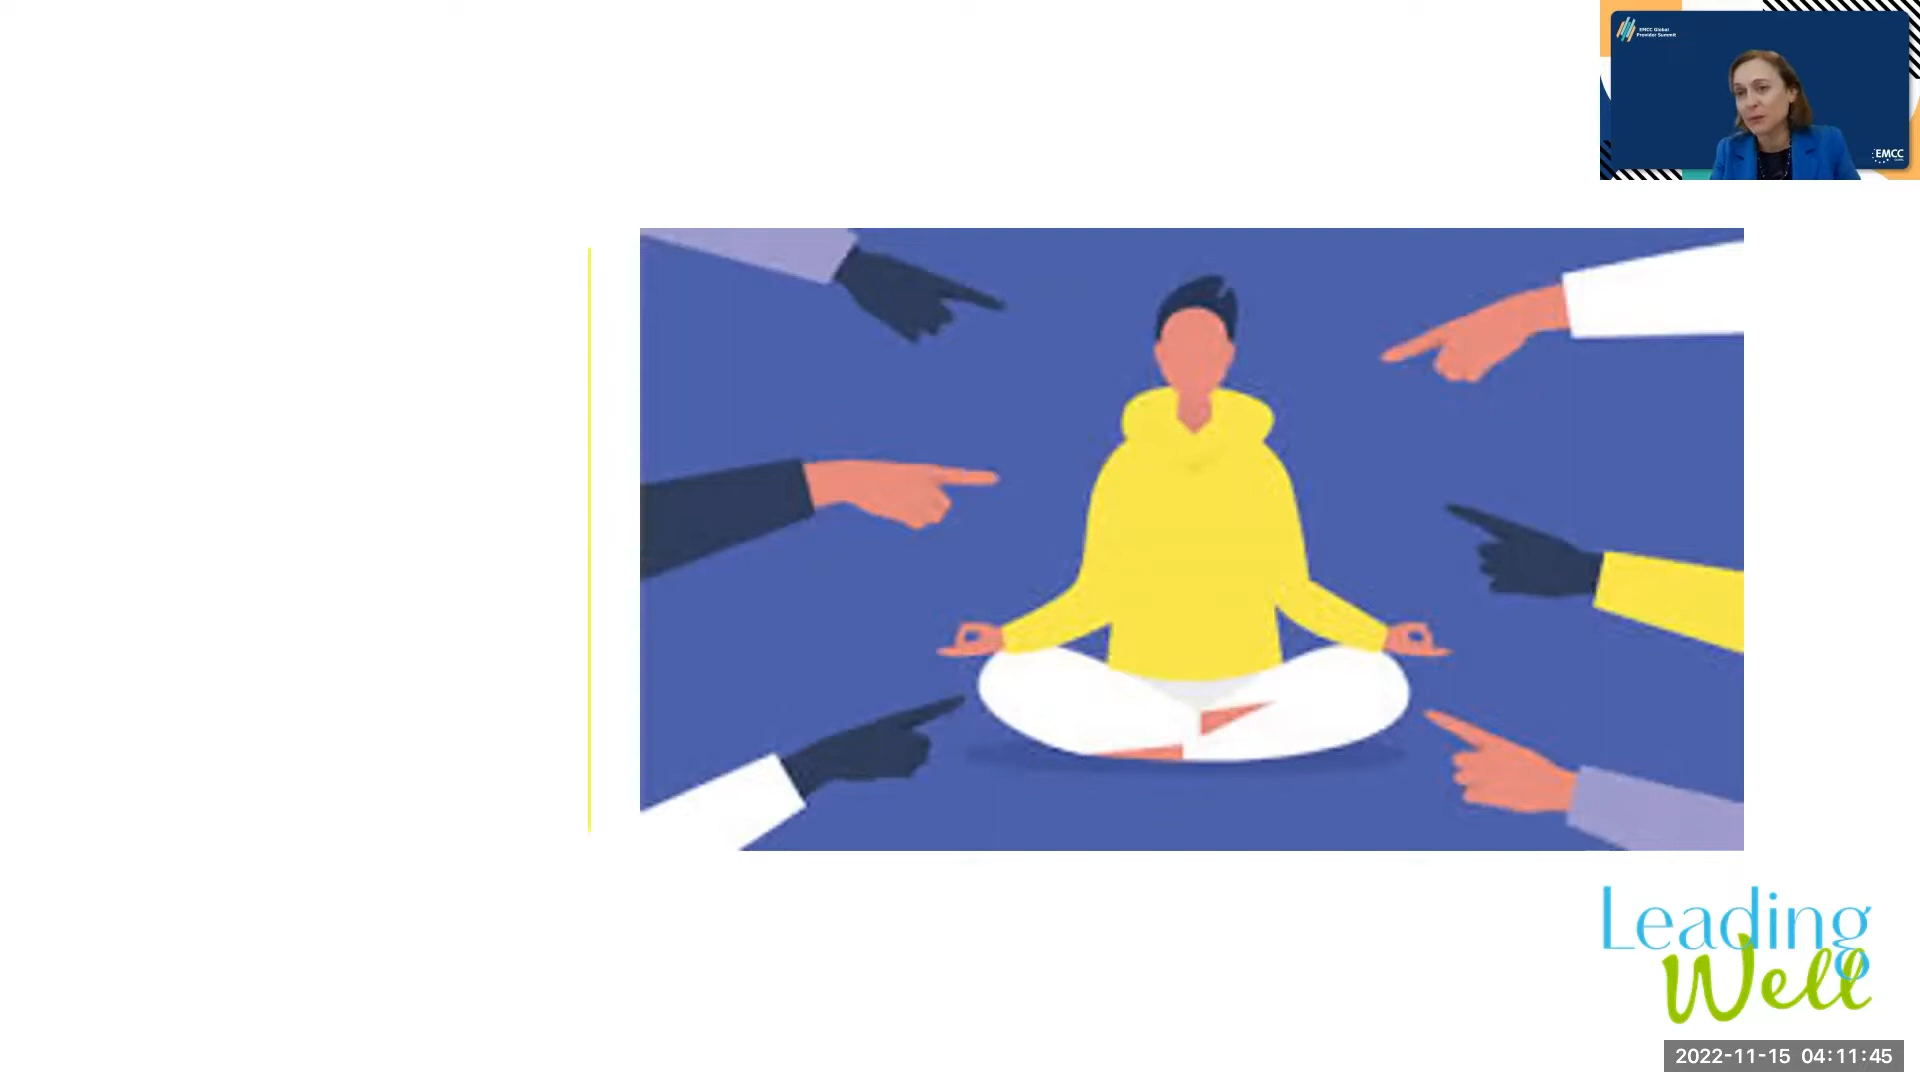 EMCC Global
Provider Summit
EMCC
Leading
Well
2022-11-15 04:11:45